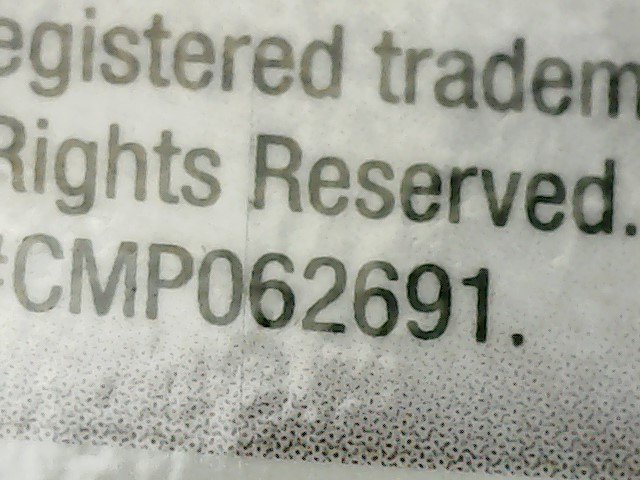 egistered tradem
Rights Reserved.
#CMP062691.